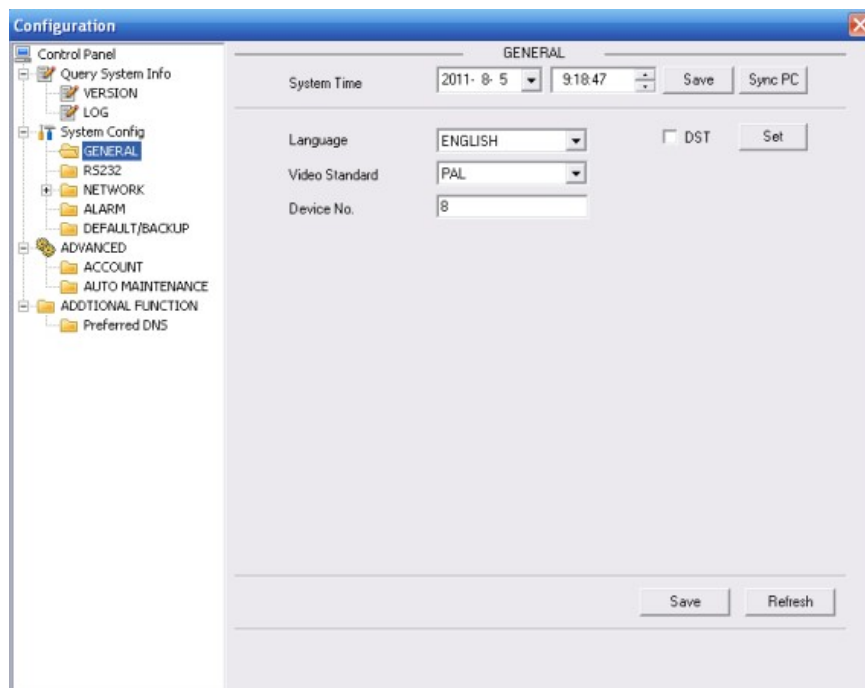 Configuration
Control Panel
Query System Info
VERSION
LOG
System Config
GENERAL
RS232
NETWORK
ALARM
DEFAULT/BACKUP
ADVANCED
ACCOUNT
AUTO MAINTENANCE
ADDTIONAL FUNCTION
Preferred DNS
GENERAL
System Time 2011- 8- 5 9:18:47 Save Sync PC
Language ENGLISH DST Set
Video Standard PAL
Device No. 8
Save Refresh